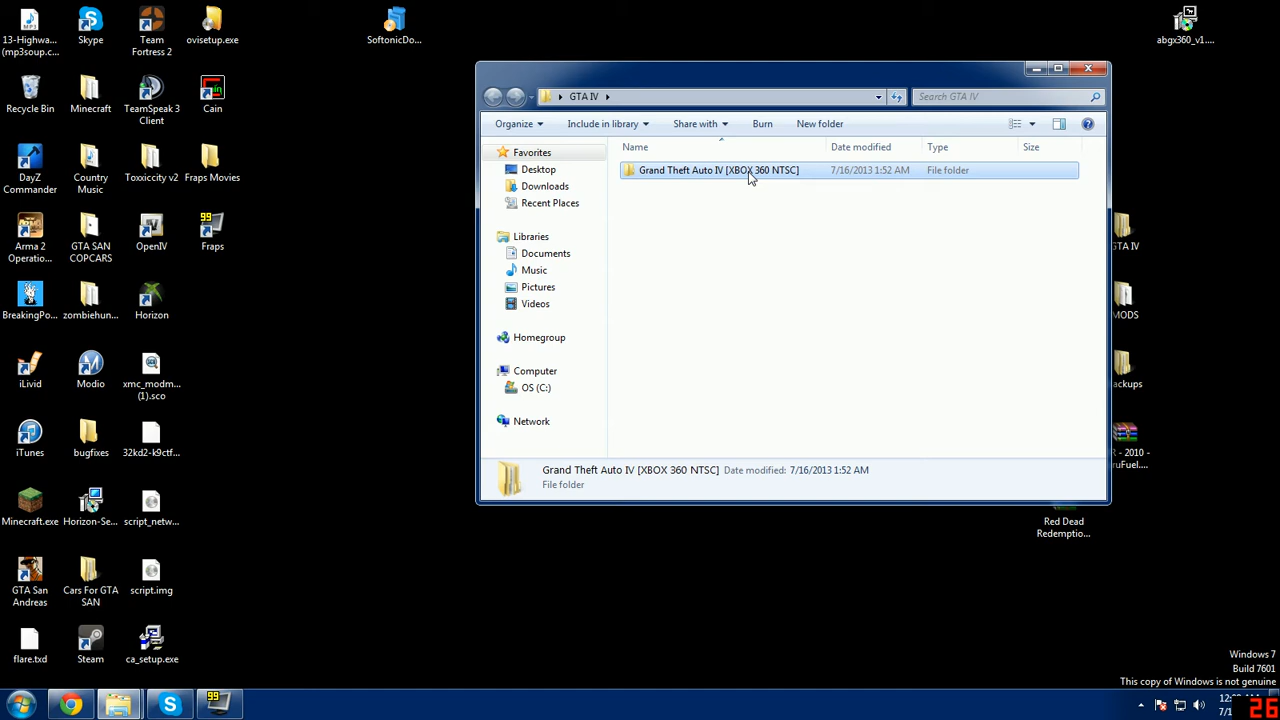 13-Highwa...
(mp3soup.c...
Skype
Team
Fortress 2
ovisetup.exe
SoftonicDo...
abgx360_v1....
Recycle Bin
Minecraft
TeamSpeak 3
Client
Cain
DayZ
Commander
Country
Music
Toxxiccity v2
Fraps Movies
Arma 2
Operatio...
GTA SAN
COPCARS
OpenIV
99
Fraps
BreakingPo...
zombiehun...
Horizon
iLivid
Modio
xmc_modm...
(1).sco
iTunes
bugfixes
32kd2-k9ctf...
Minecraft.exe
Horizon-Se...
script_netw...
GTA San
Andreas
Cars For GTA
SAN
script.img
flare.txt
Steam
ca_setup.exe
GTA IV
Search GTA IV
Organize
Include in library
Share with
Burn
New folder
Favorites
Desktop
Downloads
Recent Places
Libraries
Documents
Music
Pictures
Videos
Homegroup
Computer
OS (C:)
Network
Name
Date modified
Type
Size
Grand Theft Auto IV [XBOX 360 NTSC]
7/16/2013 1:52 AM
File folder
Grand Theft Auto IV [XBOX 360 NTSC] Date modified: 7/16/2013 1:52 AM
File folder
GTA IV
MODS
ackups
R - 2010 -
ruFuel....
Red Dead
Redemptio...
Windows 7
Build 7601
This copy of Windows is not genuine
99
26